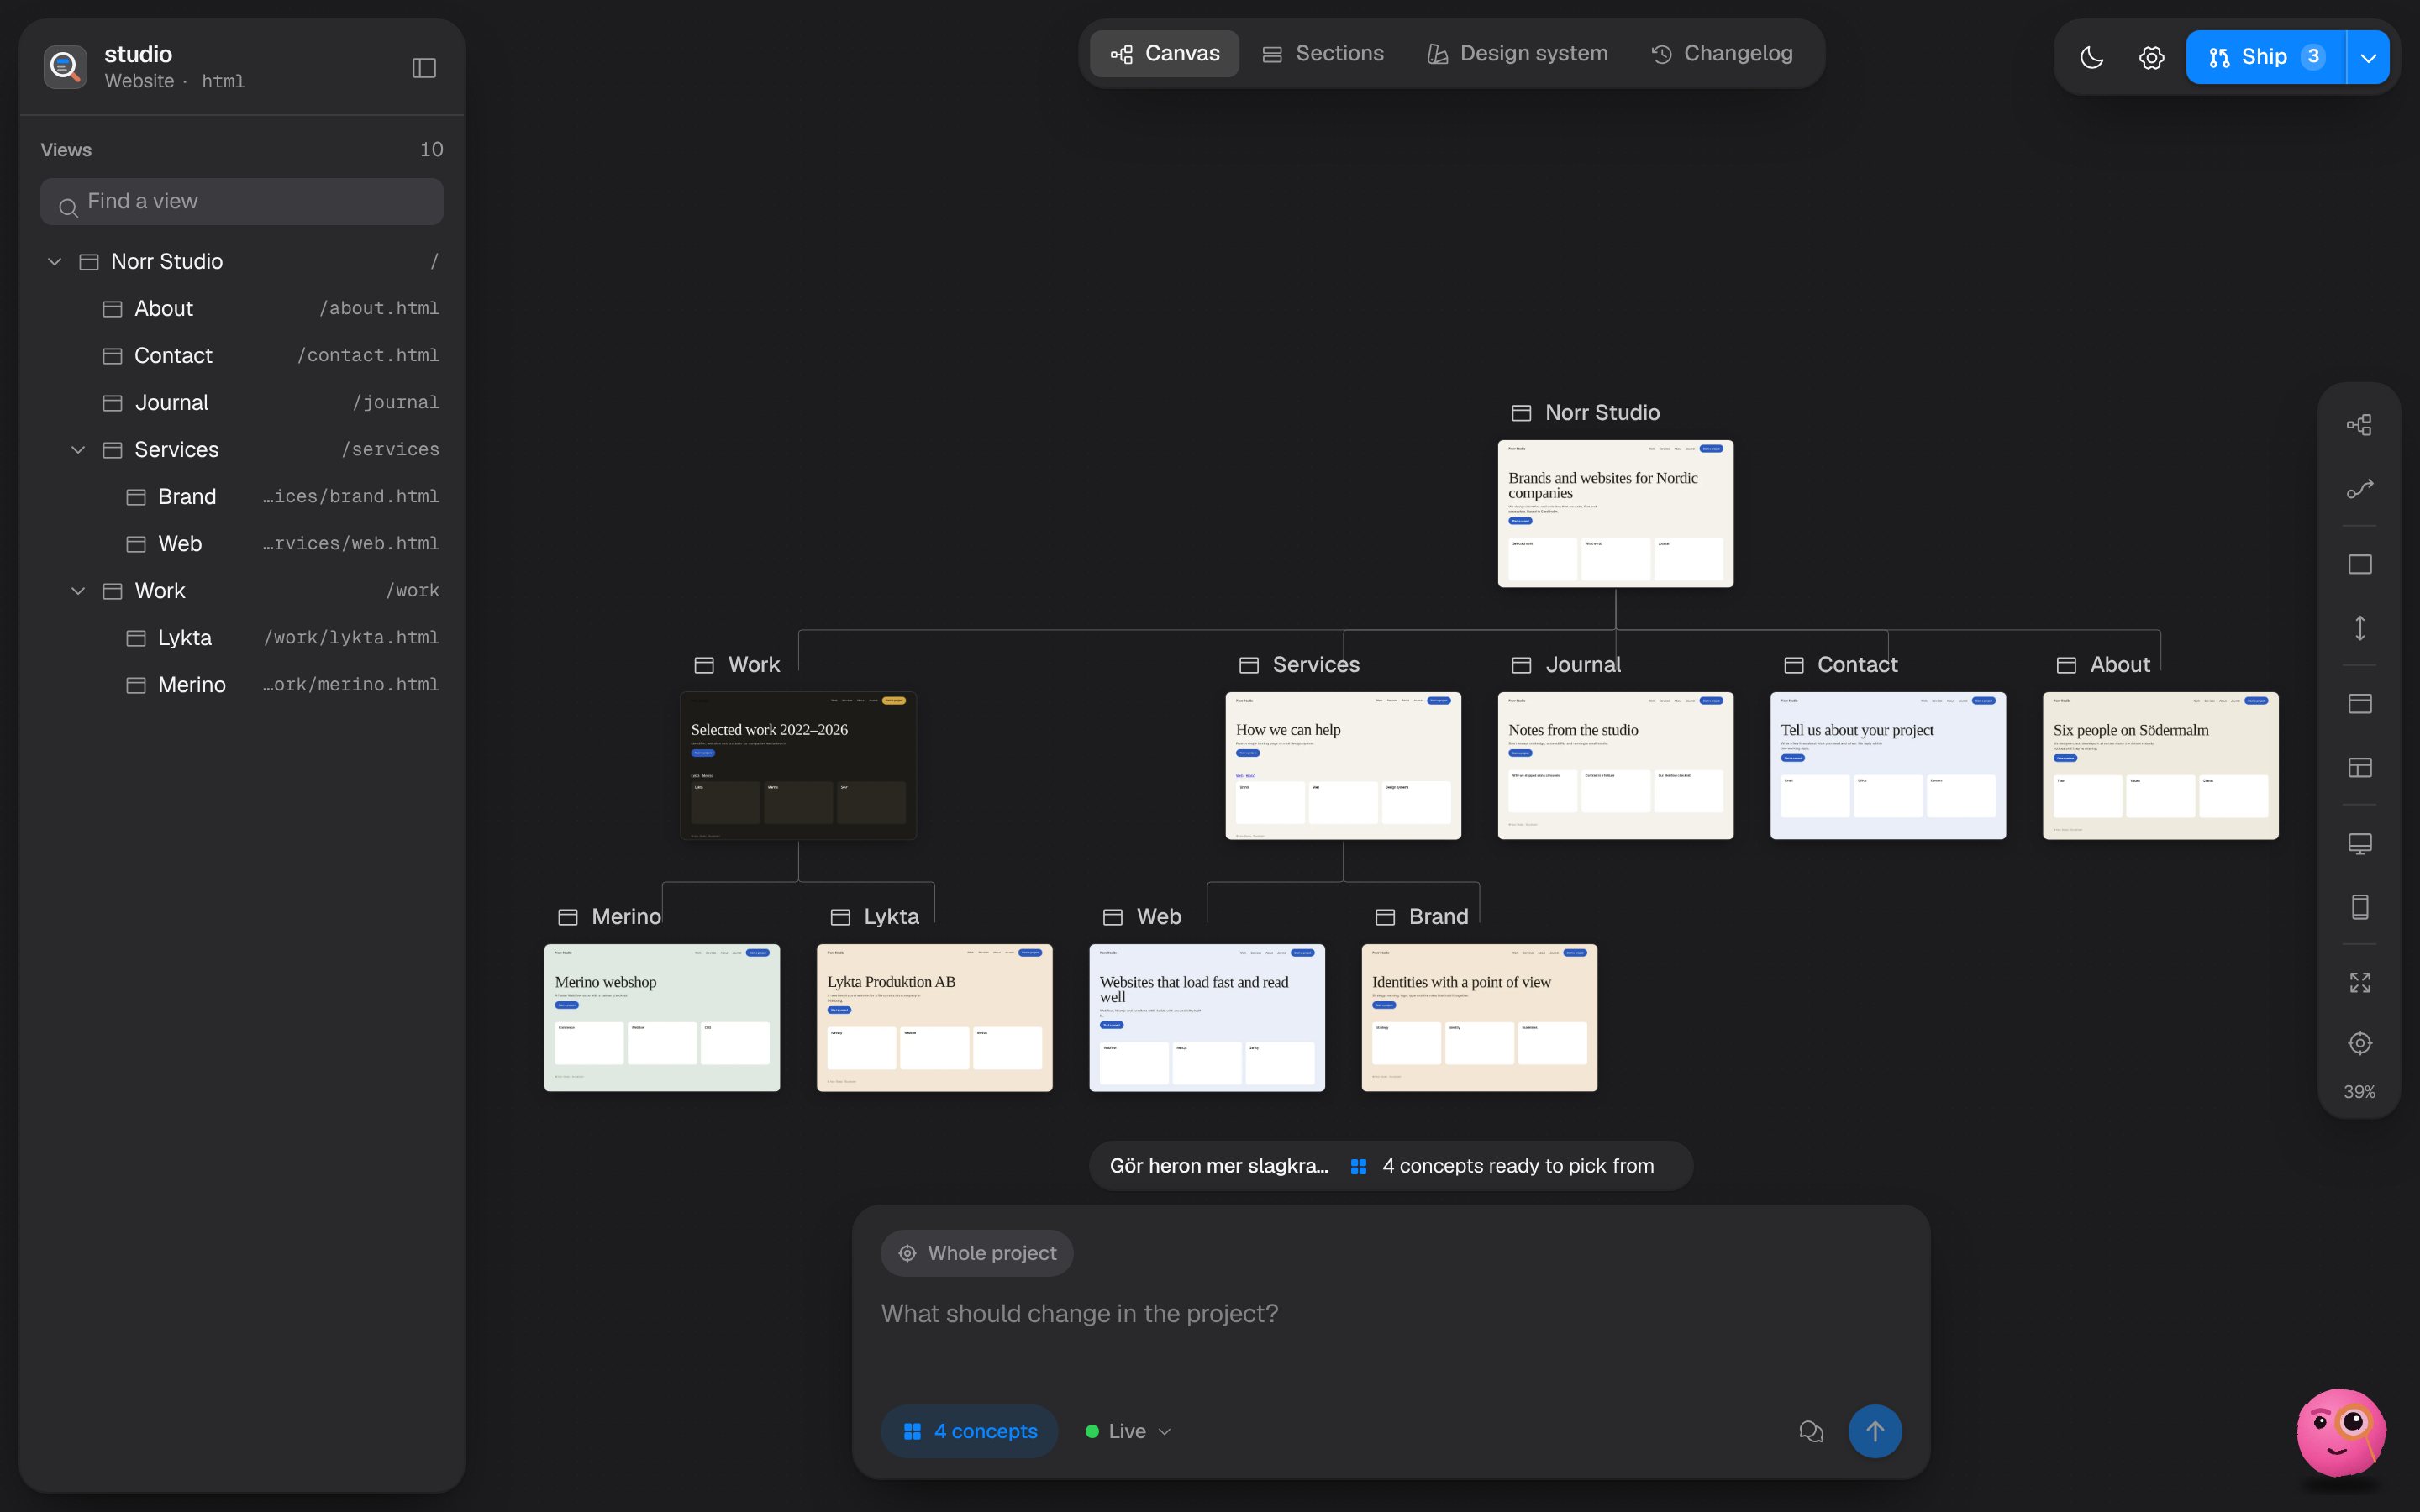 studio
Website · html
Canvas
Sections
Design system
Changelog
Ship 3
Views 10
Find a view
Norr Studio /
About /about.html
Contact /contact.html
Journal /journal
Services /services
Brand …ices/brand.html
Web …rvices/web.html
Work /work
Lykta /work/lykta.html
Merino …ork/merino.html
Norr Studio
Brands and websites for Nordic
companies
Work
Services
Journal
Contact
About
Selected work 2022–2026
How we can help
Notes from the studio
Tell us about your project
Six people on Södermalm
Merino
Lykta
Web
Brand
Merino webshop
Lykta Produktion AB
Websites that load fast and read
well
Identities with a point of view
39%
Gör heron mer slagkra... 4 concepts ready to pick from
Whole project
What should change in the project?
4 concepts
Live